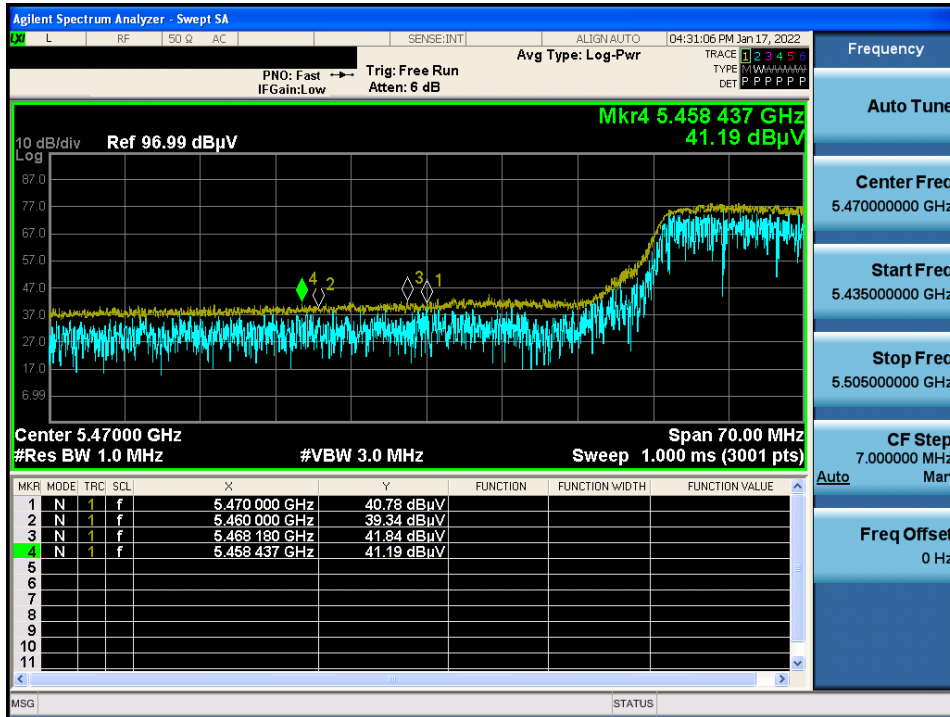 Agilent Spectrum Analyzer - Swept SA
LXI L RF 50 Ω AC SENSE:INT ALIGN AUTO 04:31:06 PM Jan 17, 2022
Avg Type: Log-Pwr TRACE 1 2 3 4 5 6
PNO: Fast Trig: Free Run TYPE M WWWWW
IFGain:Low Atten: 6 dB DET P P P P P P
Mkr4 5.458 437 GHz
41.19 dBµV
10 dB/div Ref 96.99 dBµV
Log
87.0
77.0
67.0
57.0
4 2 3 1
47.0
37.0
27.0
17.0
6.99
Center 5.47000 GHz Span 70.00 MHz
#Res BW 1.0 MHz #VBW 3.0 MHz Sweep 1.000 ms (3001 pts)
MKR MODE TRC SCL X Y FUNCTION FUNCTION WIDTH FUNCTION VALUE
1 N 1 f 5.470 000 GHz 40.78 dBµV
2 N 1 f 5.460 000 GHz 39.34 dBµV
3 N 1 f 5.468 180 GHz 41.84 dBµV
4 N 1 f 5.458 437 GHz 41.19 dBµV
5
6
7
8
9
10
11
MSG STATUS
Frequency
Auto Tune
Center Freq
5.470000000 GHz
Start Freq
5.435000000 GHz
Stop Freq
5.505000000 GHz
CF Step
7.000000 MHz
Auto Man
Freq Offset
0 Hz